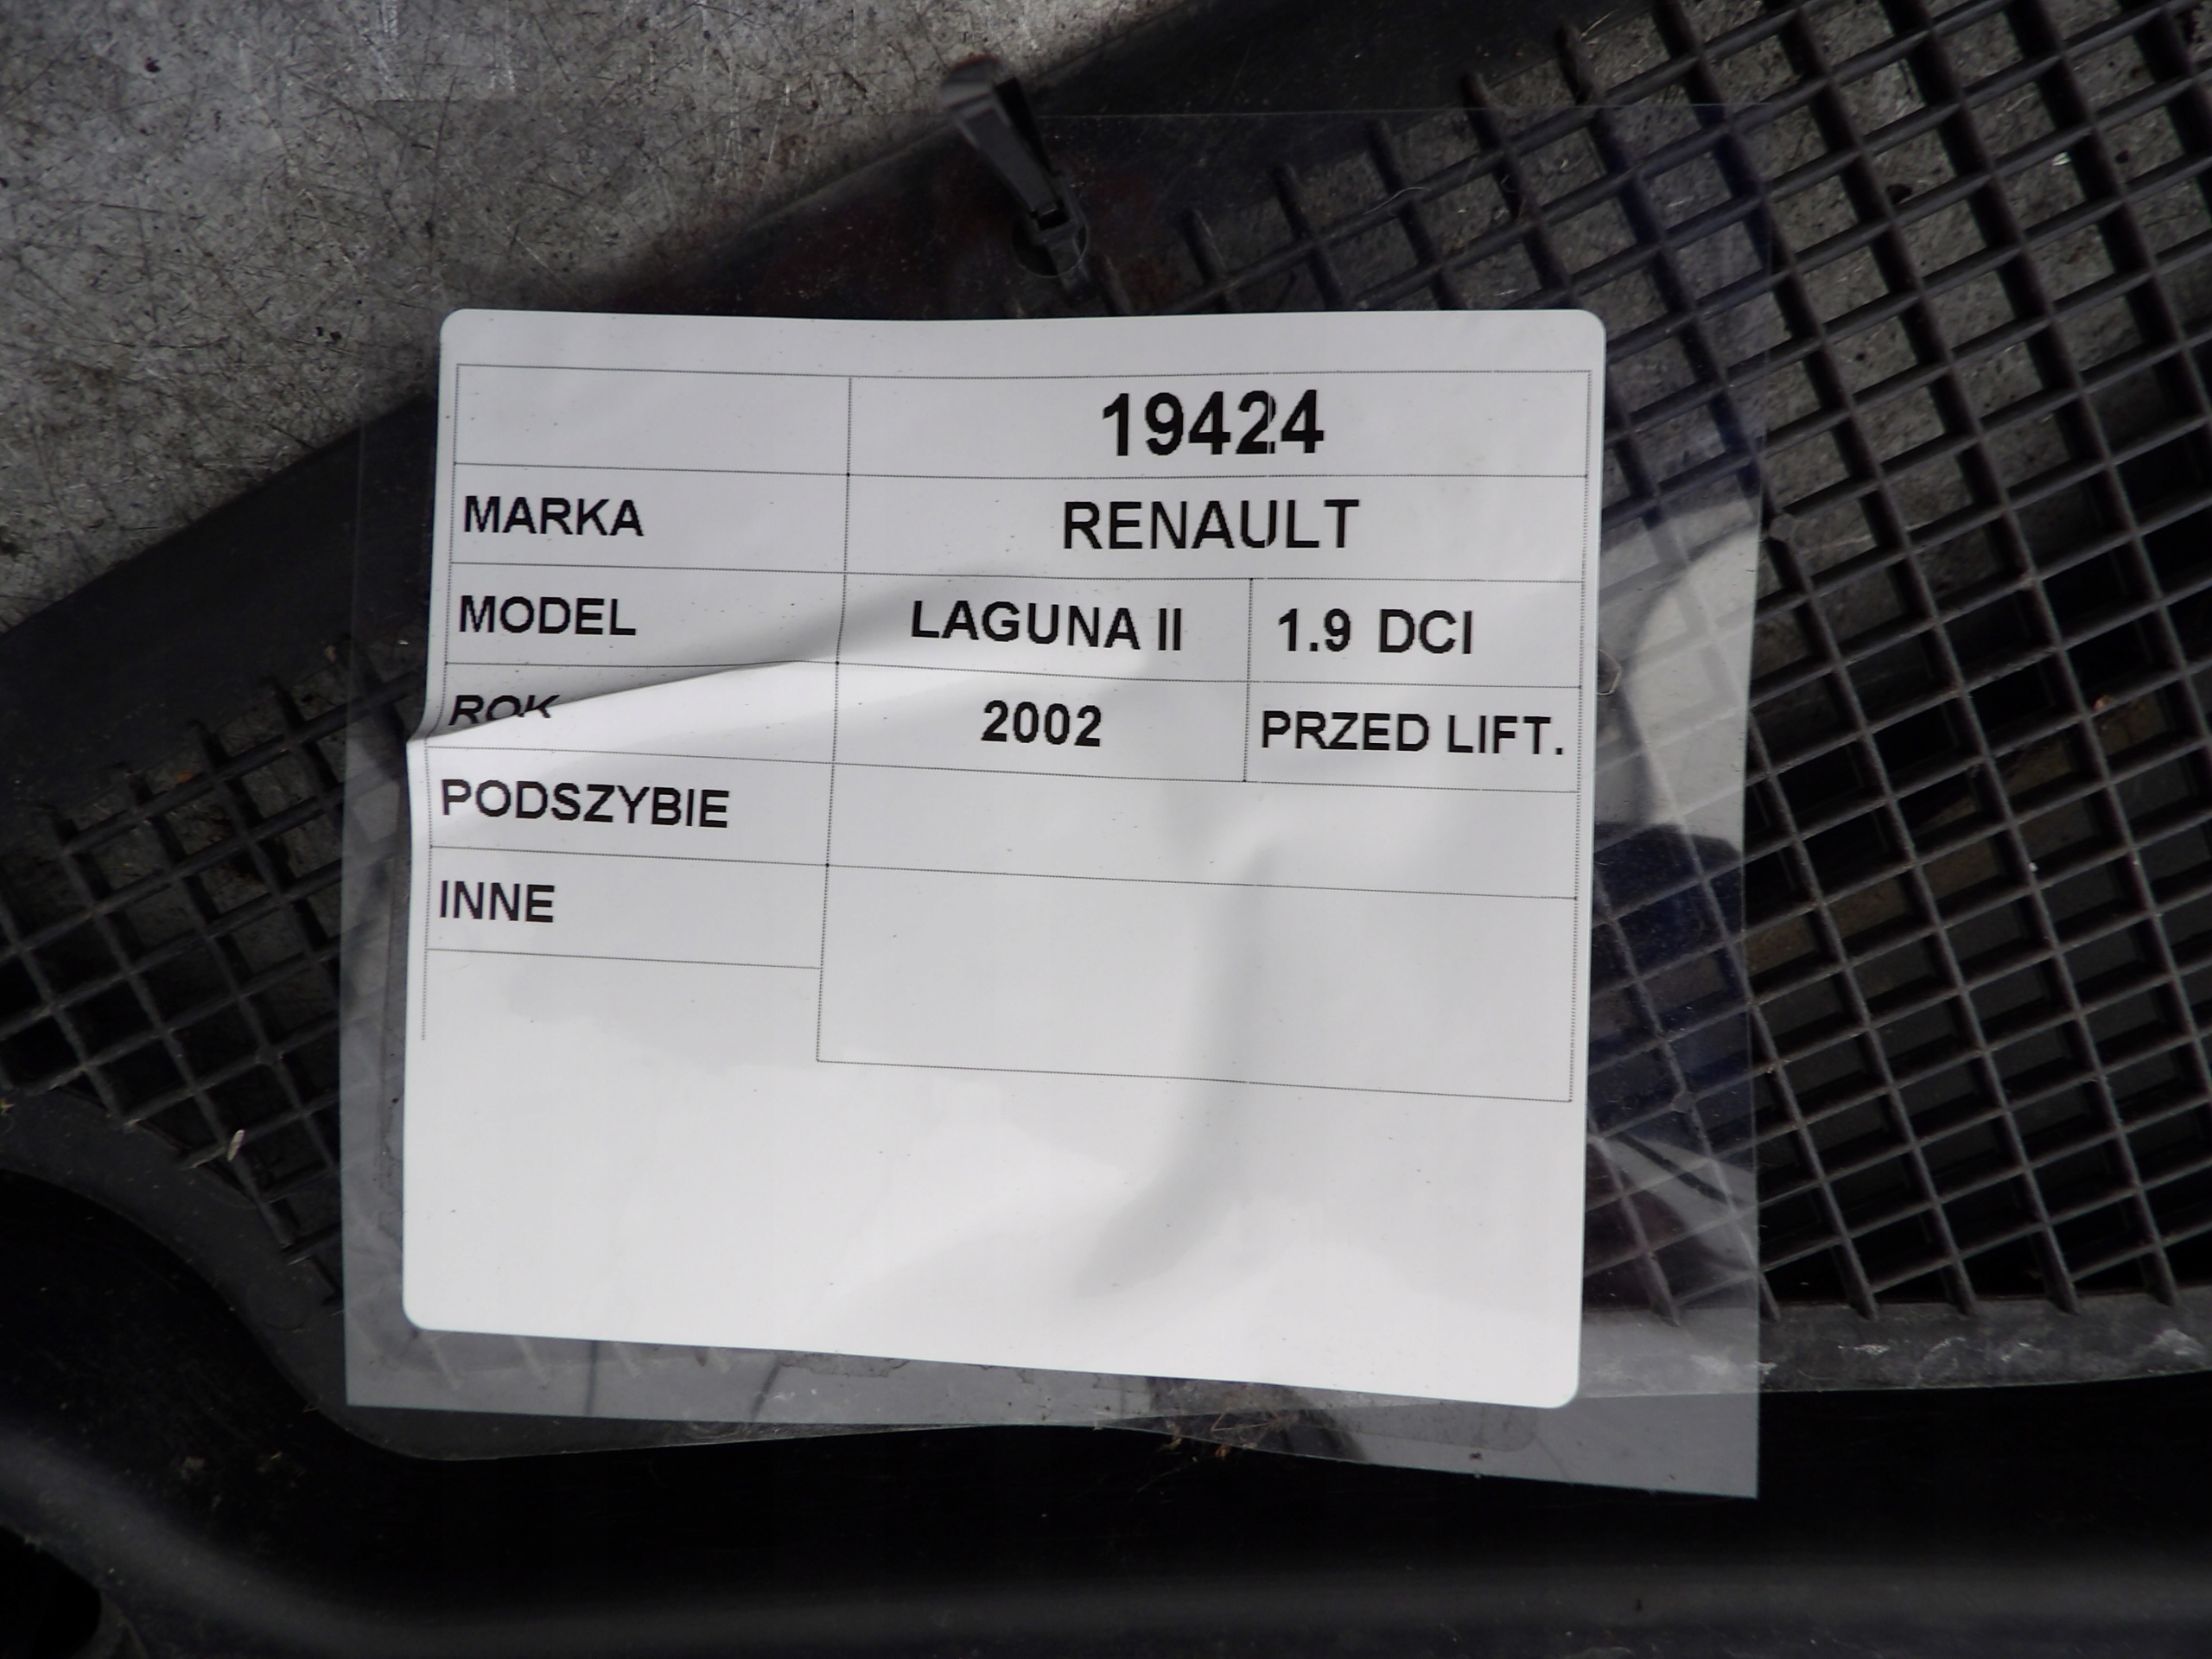 19424
MARKA RENAULT
MODEL LAGUNA II 1.9 DCI
ROK 2002 PRZED LIFT.
PODSZYBIE
INNE